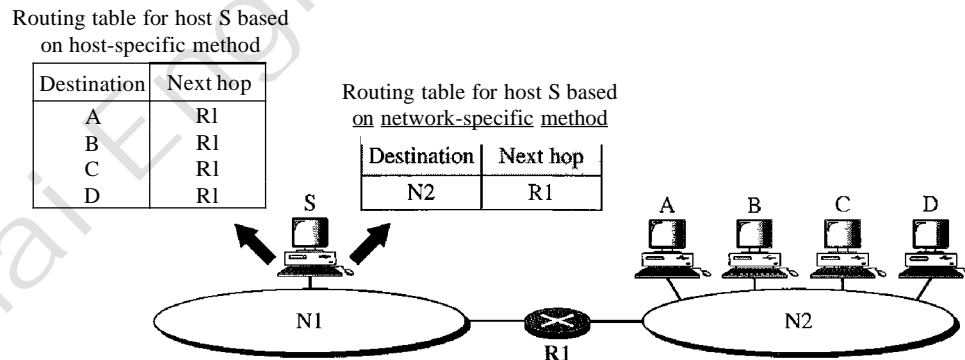 Routing table for host S based
on host-specific method
Destination Next hop
A R1
B R1
C R1
D R1
Routing table for host S based
on network-specific method
Destination Next hop
N2 R1
S
A B C D
N1
N2
R1